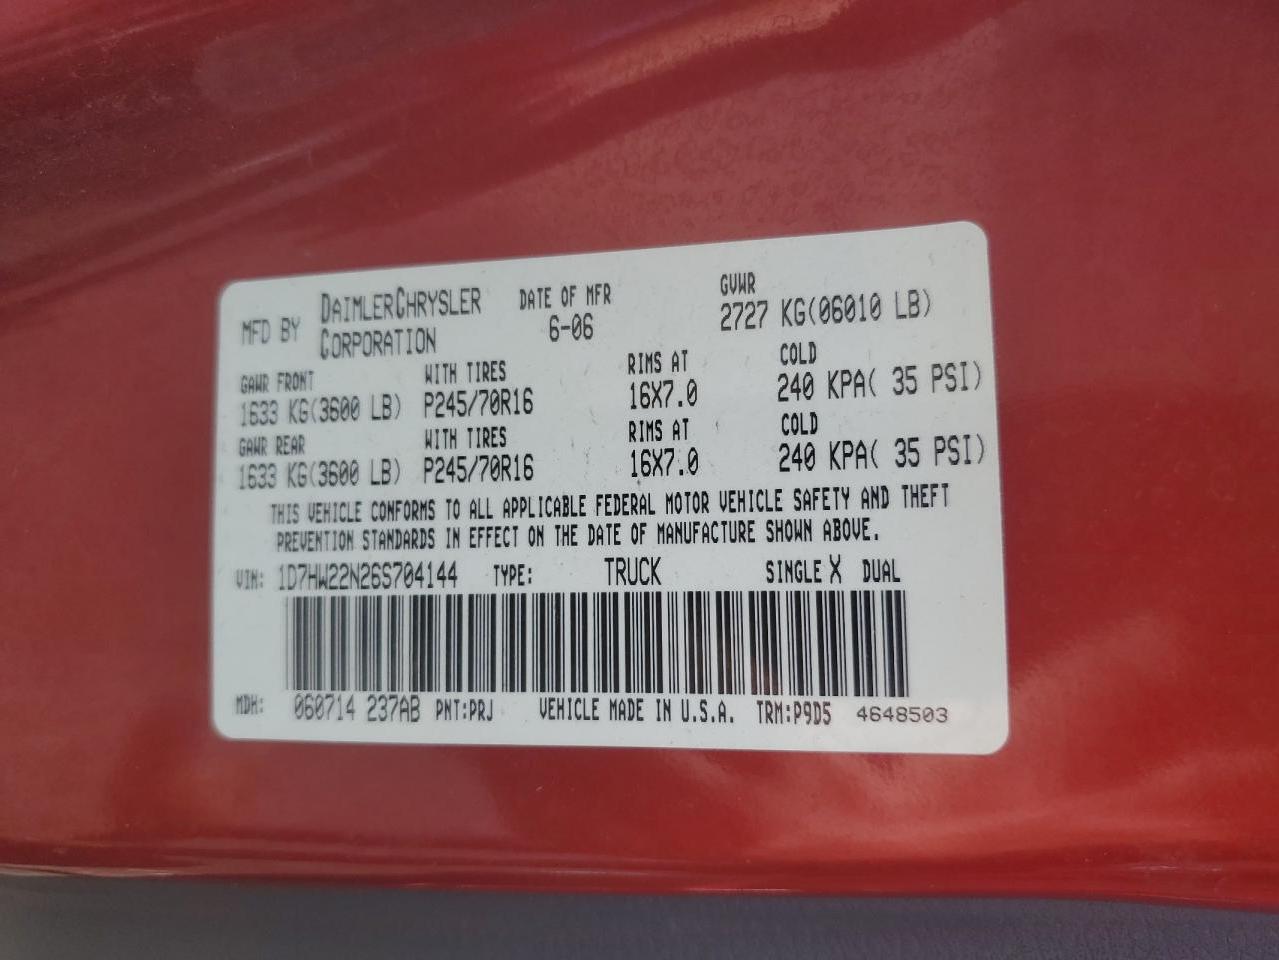 MFD BY DAIMLERCHRYSLER CORPORATION DATE OF MFR 6-06 GVWR 2727 KG(06010 LB)
GAWR FRONT WITH TIRES RIMS AT COLD
1633 KG(3600 LB) P245/70R16 16X7.0 240 KPA( 35 PSI)
GAWR REAR WITH TIRES RIMS AT COLD
1633 KG(3600 LB) P245/70R16 16X7.0 240 KPA( 35 PSI)
THIS VEHICLE CONFORMS TO ALL APPLICABLE FEDERAL MOTOR VEHICLE SAFETY AND THEFT
PREVENTION STANDARDS IN EFFECT ON THE DATE OF MANUFACTURE SHOWN ABOVE.
VIN: 1D7HW22N26S704144 TYPE: TRUCK SINGLE X DUAL
MDH: 060714 237AB PNT:PRJ VEHICLE MADE IN U.S.A. TRM:P9D5 4648503